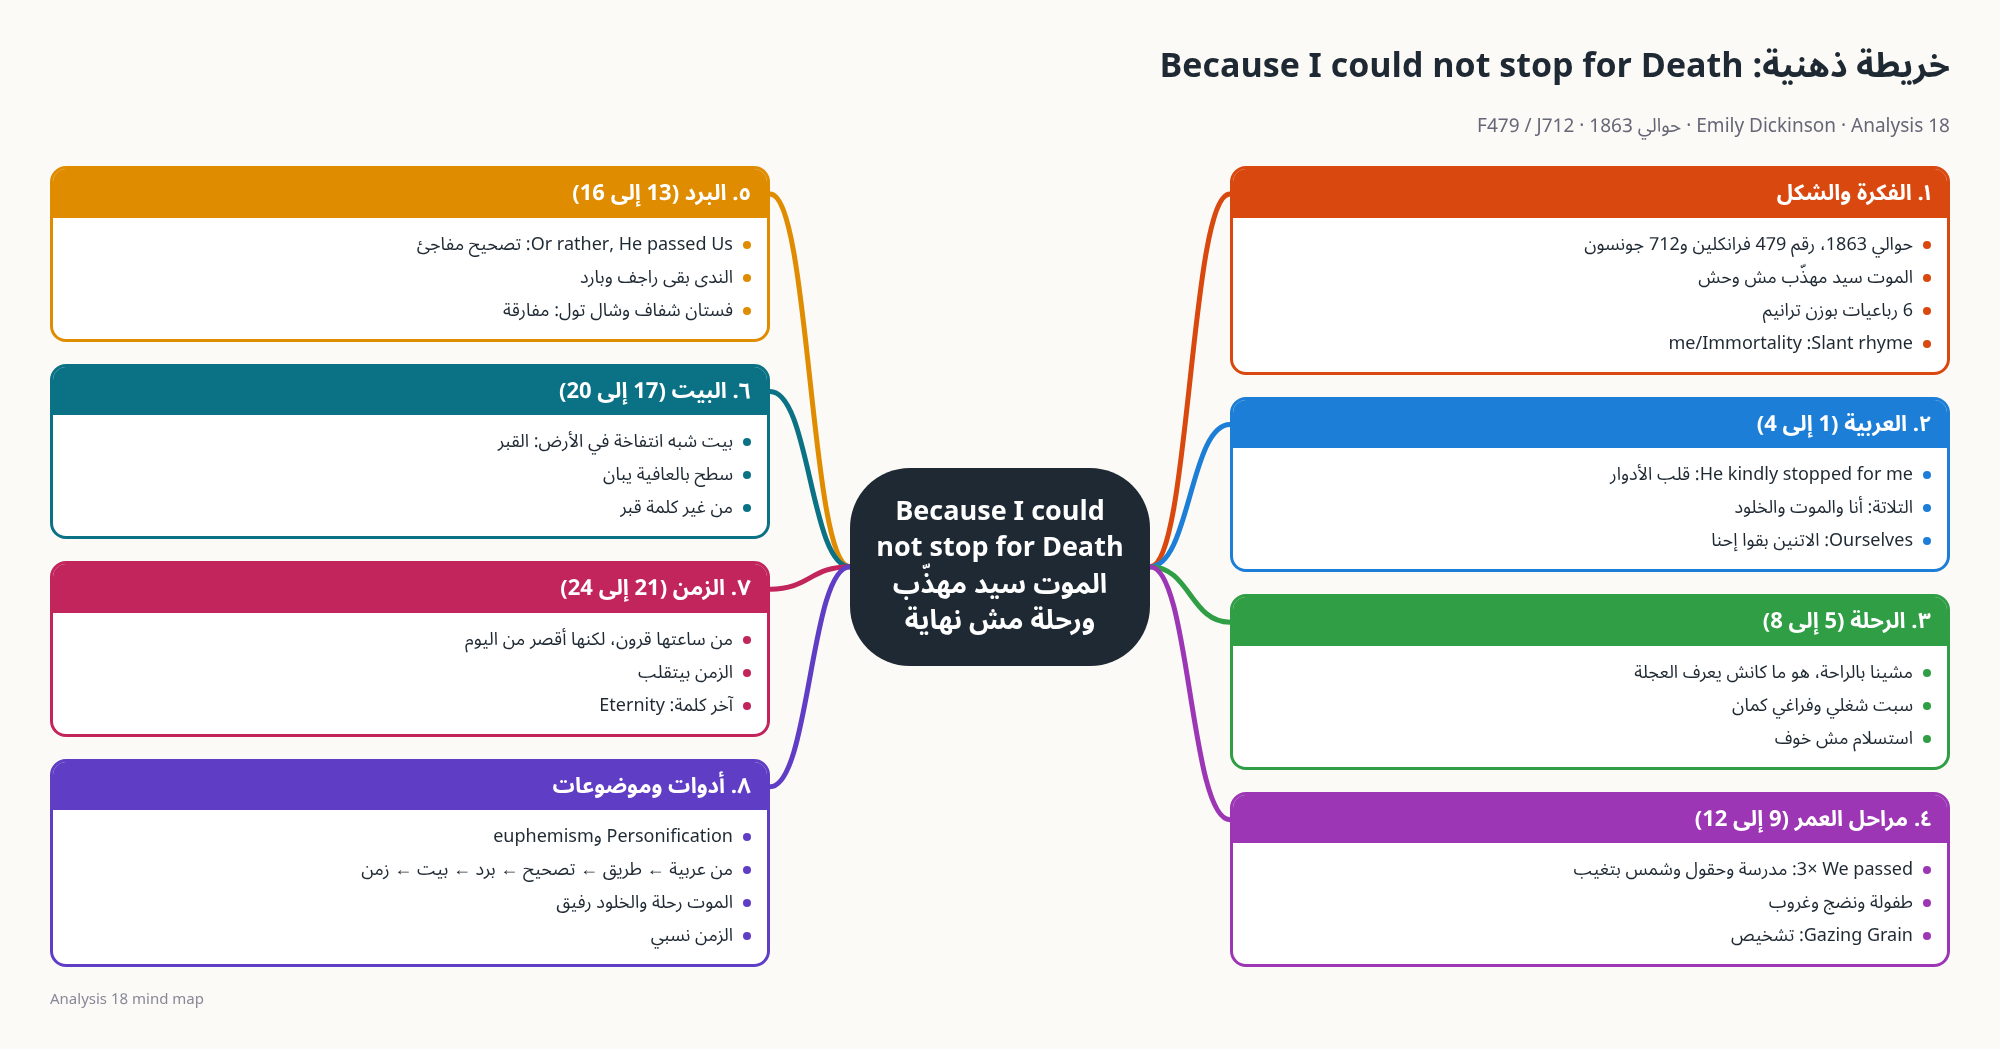 خريطة ذهنية: Because I could not stop for Death
Emily Dickinson · Analysis 18 · حوالي 1863 · F479 / J712
١. الفكرة والشكل
حوالي 1863، رقم 479 فرانكلين و712 جونسون
الموت سيد مهذّب مش وحش
6 رباعيات بوزن ترانيم
Slant rhyme: me/Immortality
٢. العربية (1 إلى 4)
He kindly stopped for me: قلب الأدوار
التلاتة: أنا والموت والخلود
Ourselves: الاتنين بقوا إحنا
٣. الرحلة (5 إلى 8)
مشينا بالراحة، هو ما كانش يعرف العجلة
سبت شغلي وفراغي كمان
استسلام مش خوف
٤. مراحل العمر (9 إلى 12)
We passed ×3: مدرسة وحقول وشمس بتغيب
طفولة ونضج وغروب
Gazing Grain: تشخيص
Because I could
not stop for Death
الموت سيد مهذّب
ورحلة مش نهاية
٥. البرد (13 إلى 16)
Or rather, He passed Us: تصحيح مفاجئ
الندى بقى راجف وبارد
فستان شفاف وشال تول: مفارقة
٦. البيت (17 إلى 20)
بيت شبه انتفاخة في الأرض: القبر
سطح بالعافية يبان
من غير كلمة قبر
٧. الزمن (21 إلى 24)
من ساعتها قرون، لكنها أقصر من اليوم
الزمن بيتقلب
آخر كلمة: Eternity
٨. أدوات وموضوعات
Personification وeuphemism
من عربية ← طريق ← تصحيح ← برد ← بيت ← زمن
الموت رحلة والخلود رفيق
الزمن نسبي
Analysis 18 mind map